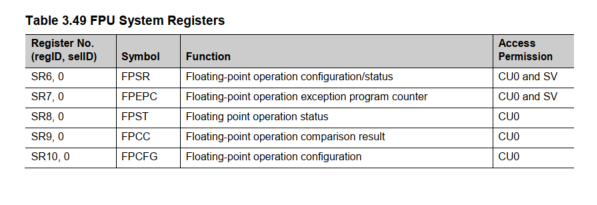 Table 3.49 FPU System Registers
Register No. (regID, selID) Symbol Function Access Permission
SR6, 0 FPSR Floating-point operation configuration/status CU0 and SV
SR7, 0 FPEPC Floating-point operation exception program counter CU0 and SV
SR8, 0 FPST Floating point operation status CU0
SR9, 0 FPCC Floating-point operation comparison result CU0
SR10, 0 FPCFG Floating-point operation configuration CU0